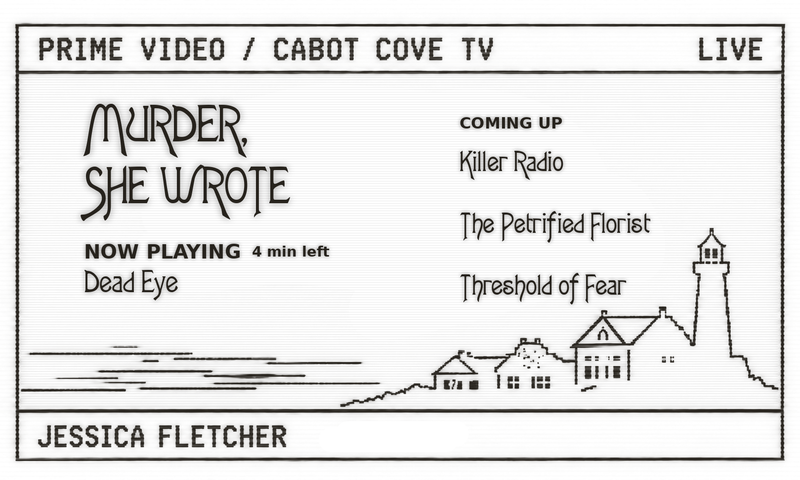 PRIME VIDEO / CABOT COVE TV
LIVE
MURDER,
SHE WROTE
NOW PLAYING 4 min left
Dead Eye
COMING UP
Killer Radio
The Petrified Florist
Threshold of Fear
JESSICA FLETCHER